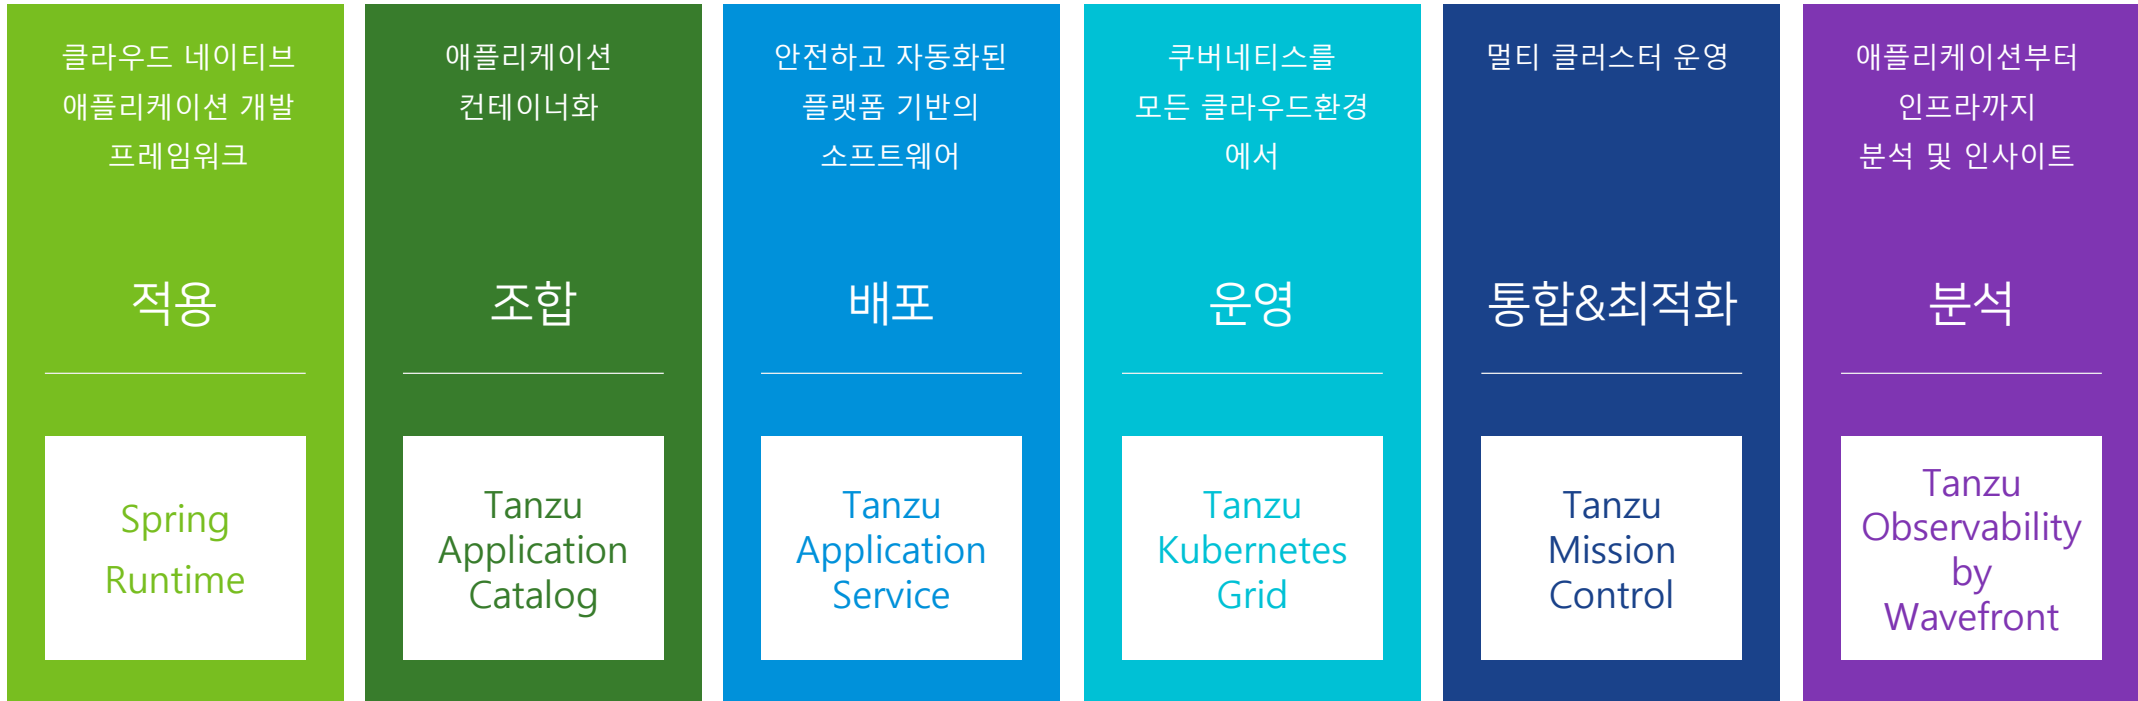 클라우드 네이티브
애플리케이션 개발
프레임워크
적용
Spring
Runtime
애플리케이션
컨테이너화
조합
Tanzu
Application
Catalog
안전하고 자동화된
플랫폼 기반의
소프트웨어
배포
Tanzu
Application
Service
쿠버네티스를
모든 클라우드환경
에서
운영
Tanzu
Kubernetes
Grid
멀티 클러스터 운영
통합&최적화
Tanzu
Mission
Control
애플리케이션부터
인프라까지
분석 및 인사이트
분석
Tanzu
Observability
by
Wavefront